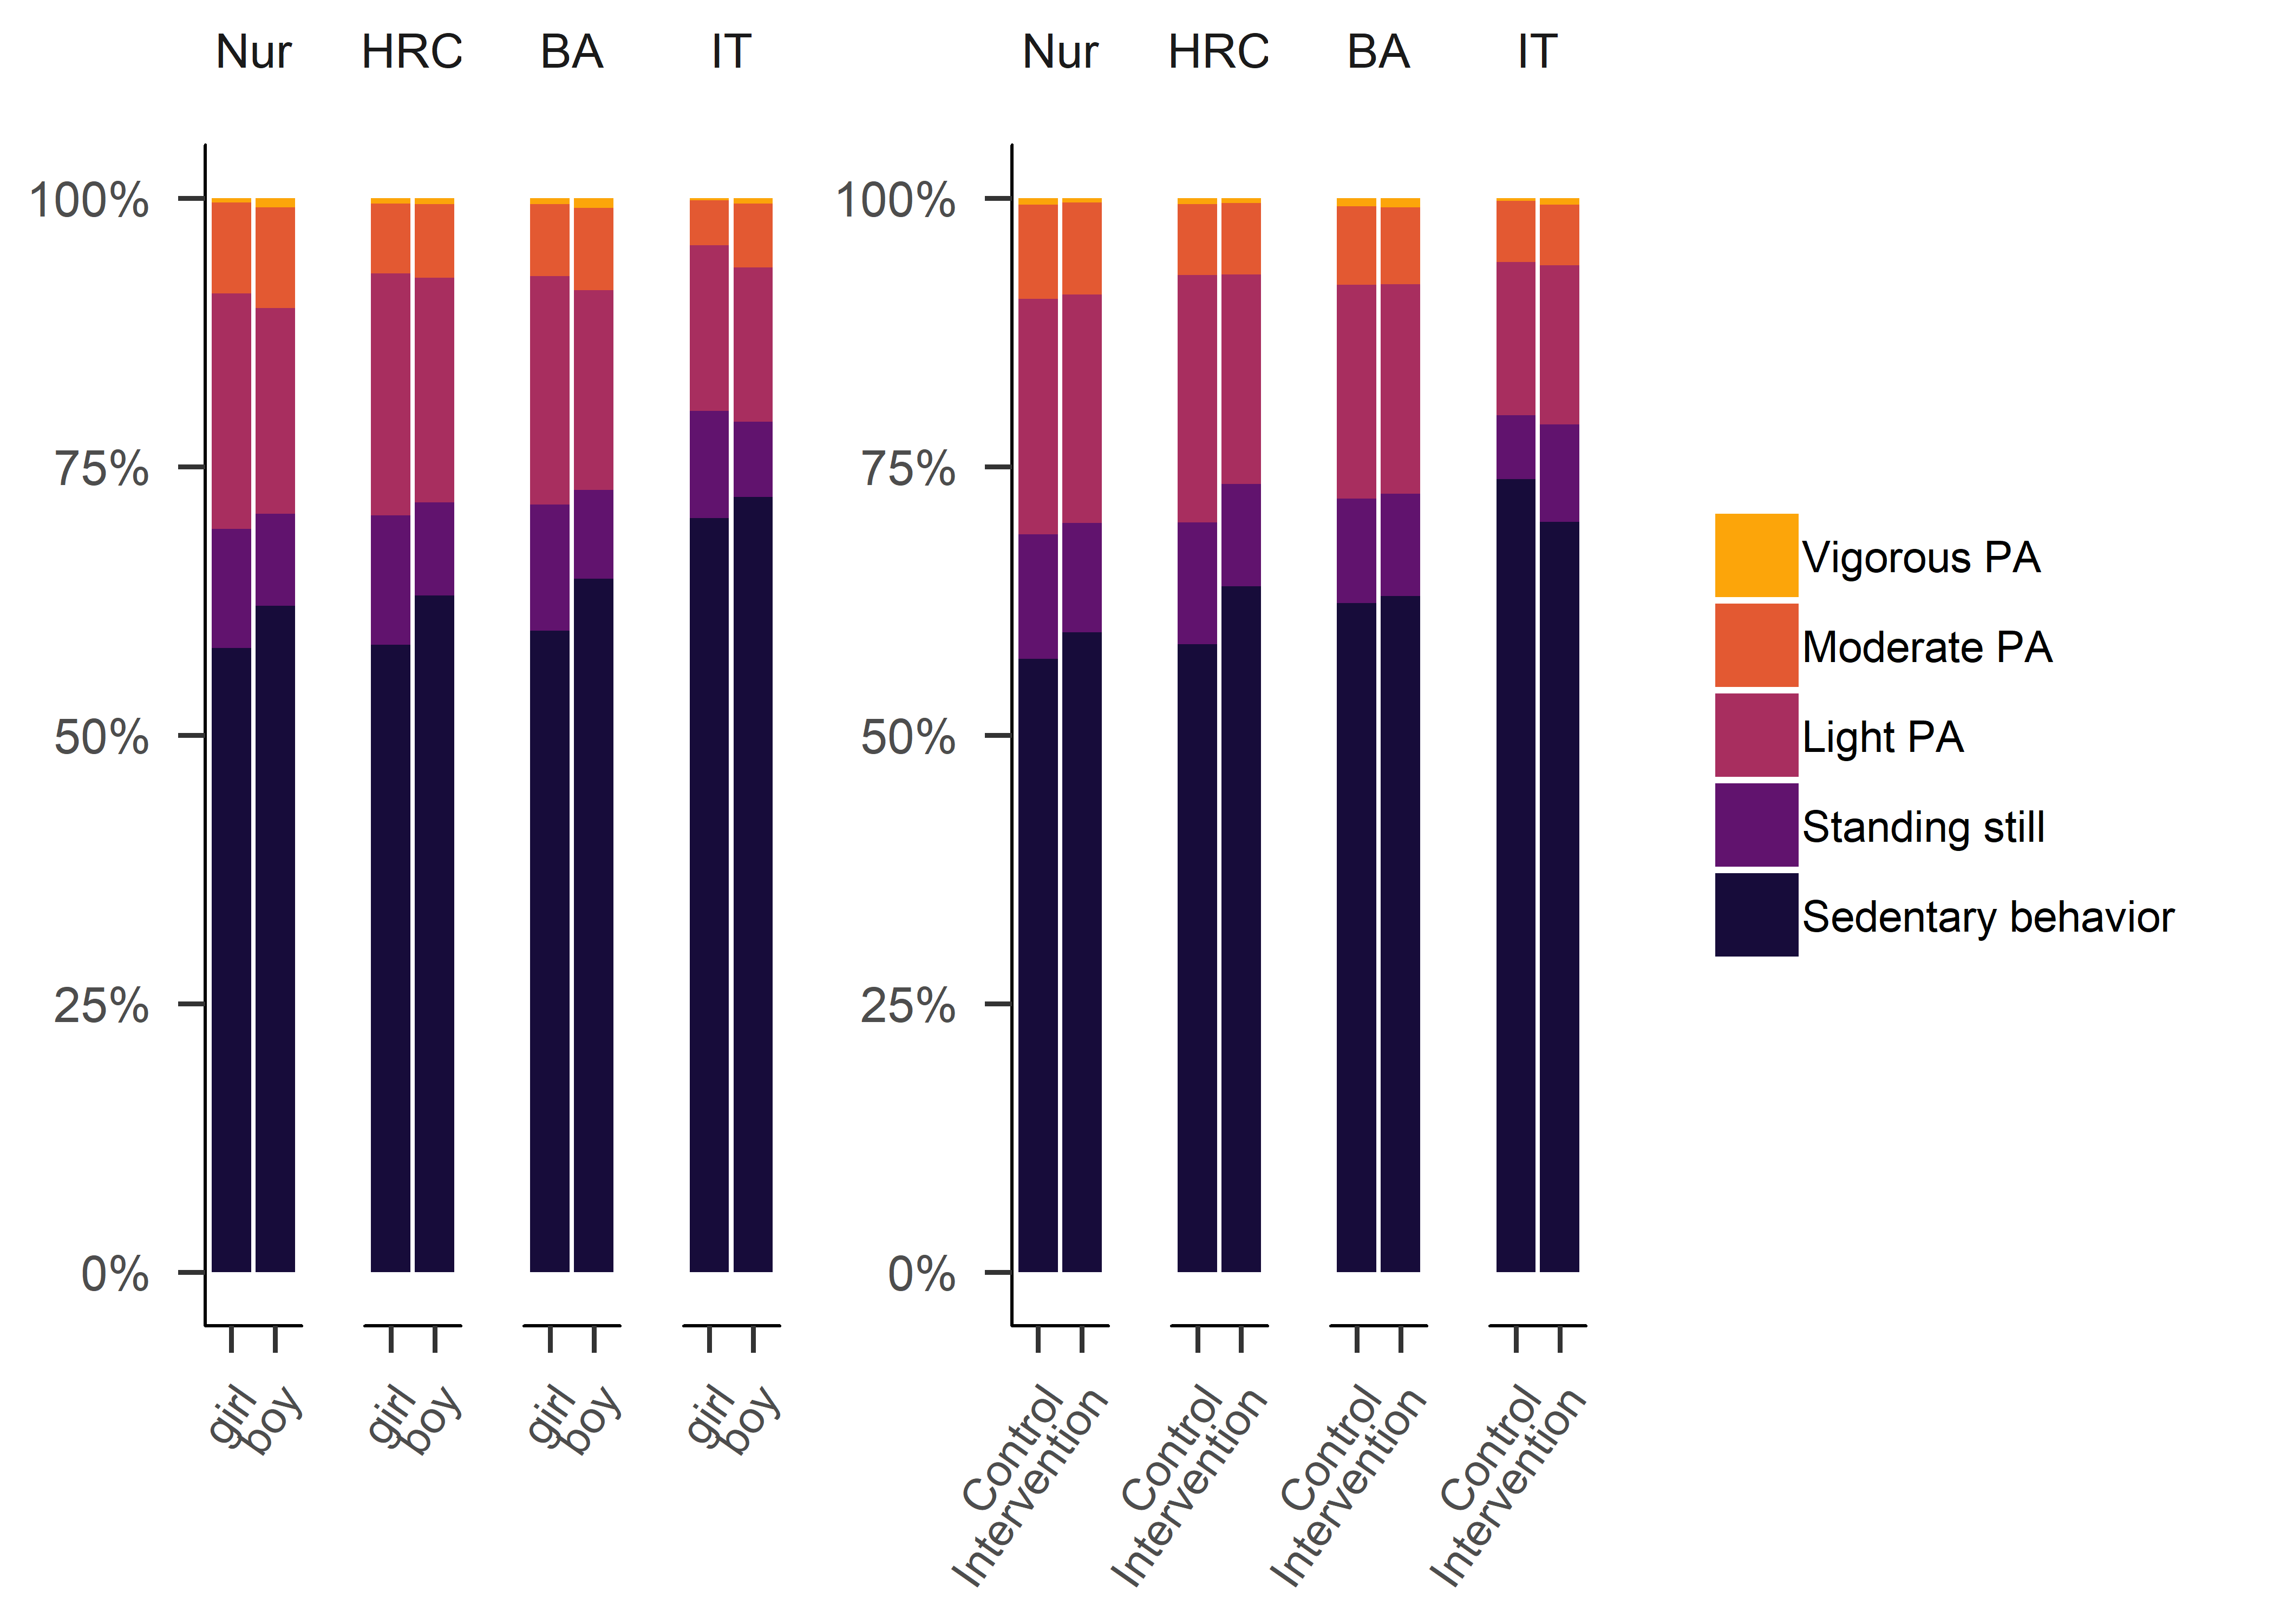 Nur HRC BA IT
100%
75%
50%
25%
0%
girl boy girl boy girl boy girl boy
Nur HRC BA IT
100%
75%
50%
25%
0%
Control Intervention Control Intervention Control Intervention Control Intervention
Vigorous PA
Moderate PA
Light PA
Standing still
Sedentary behavior